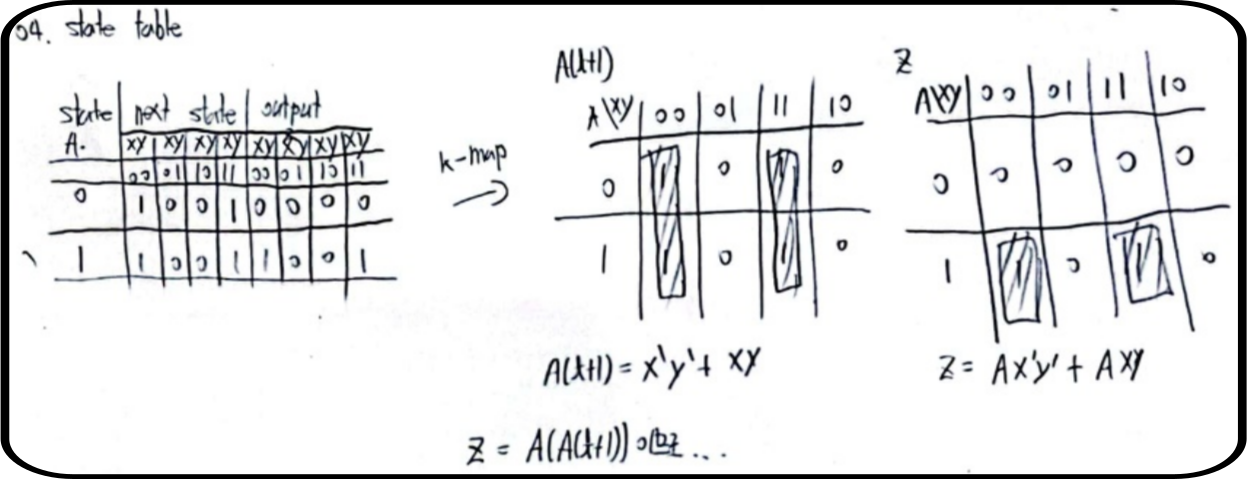 04. state table
state next state output
A. xy xy xy xy xy xy xy xy
00 01 10 11 00 01 10 11
0 1 0 0 1 0 0 0 0
1 1 0 0 1 1 0 0 1
k-map
A(t+1)
A\xy 00 01 11 10
0 1 0 1 0
1 1 0 1 0
A(t+1) = x'y' + xy
Z
A\xy 00 01 11 10
0 0 0 0 0
1 1 0 1 0
Z = Ax'y' + Axy
Z = A(A(t+1))